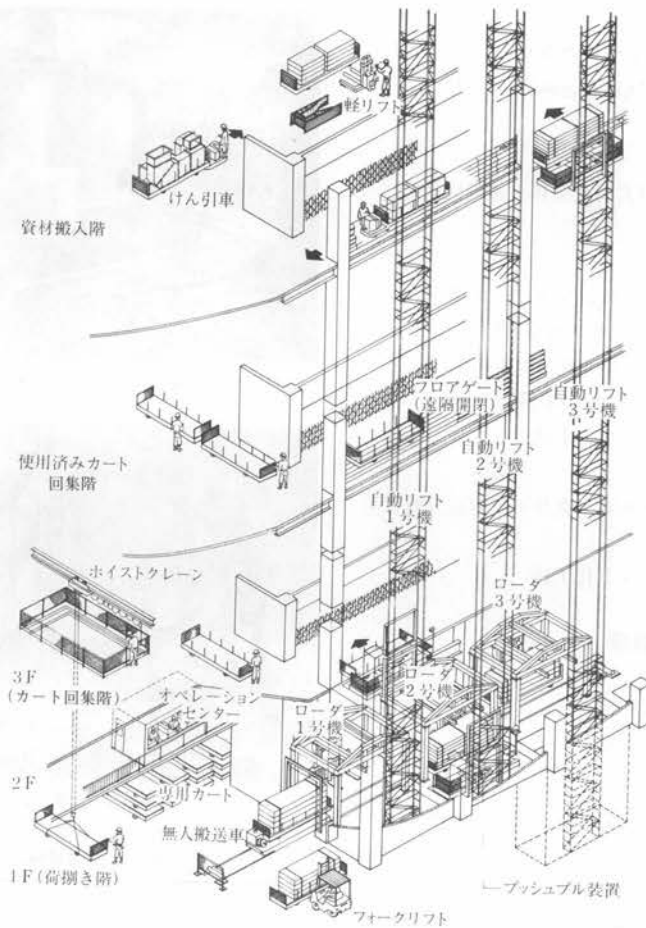 軽リフト
けん引車
資材搬入階
フロアゲート
(遠隔開閉)
自動リフト
3号機
自動リフト
2号機
使用済みカート
回集階
自動リフト
1号機
ホイストクレーン
ローダ
3号機
3F
(カート回集階)
オペレーション
センター
ローダ
2号機
ローダ
1号機
2F
専用カート
無人搬送車
1F(荷捌き階)
プッシュプル装置
フォークリフト